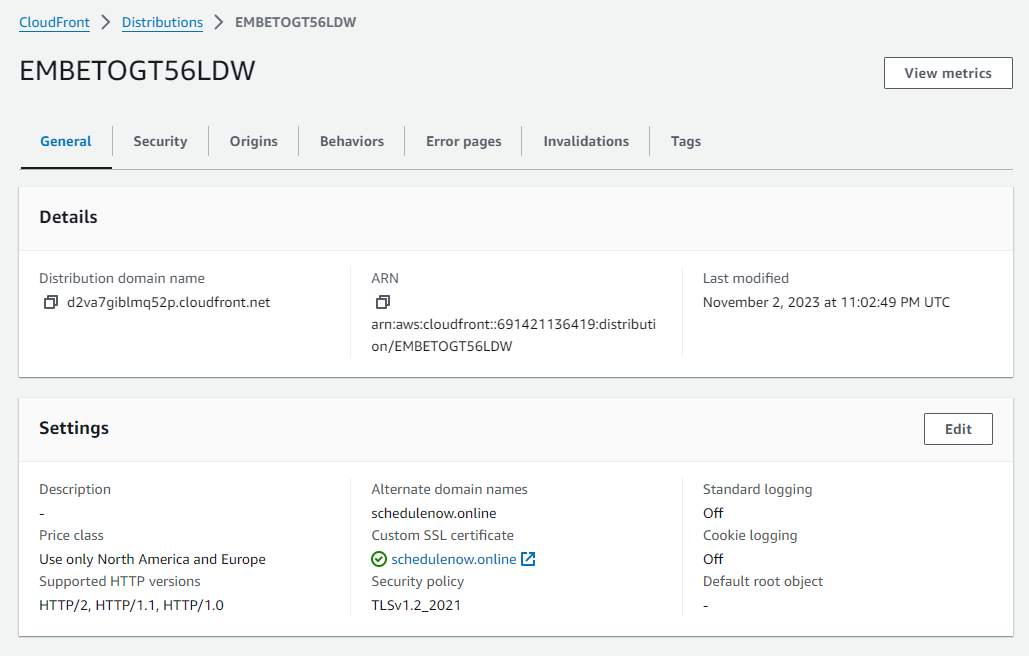 CloudFront > Distributions > EMBETOGT56LDW
EMBETOGT56LDW
View metrics
General
Security
Origins
Behaviors
Error pages
Invalidations
Tags
Details
Distribution domain name
d2va7giblmq52p.cloudfront.net
ARN
arn:aws:cloudfront::691421136419:distributi
on/EMBETOGT56LDW
Last modified
November 2, 2023 at 11:02:49 PM UTC
Settings
Edit
Description
-
Price class
Use only North America and Europe
Supported HTTP versions
HTTP/2, HTTP/1.1, HTTP/1.0
Alternate domain names
schedulenow.online
Custom SSL certificate
schedulenow.online
Security policy
TLSv1.2_2021
Standard logging
Off
Cookie logging
Off
Default root object
-